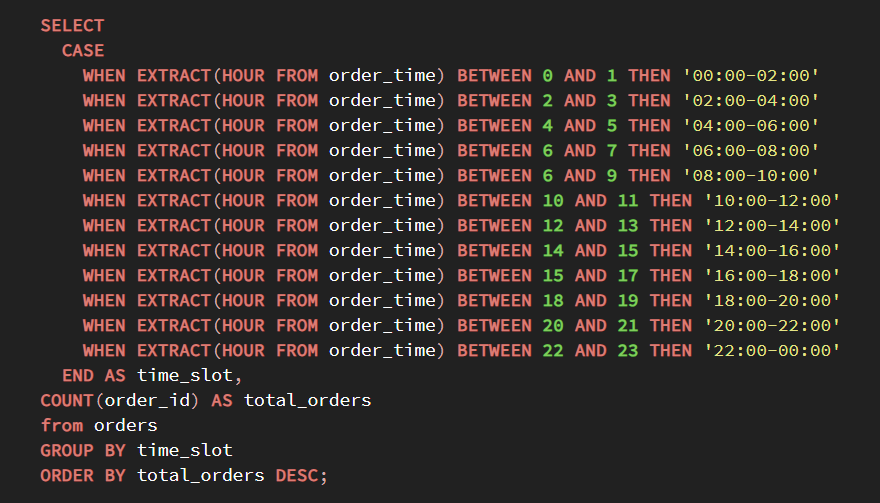 SELECT
CASE
WHEN EXTRACT(HOUR FROM order_time) BETWEEN 0 AND 1 THEN '00:00-02:00'
WHEN EXTRACT(HOUR FROM order_time) BETWEEN 2 AND 3 THEN '02:00-04:00'
WHEN EXTRACT(HOUR FROM order_time) BETWEEN 4 AND 5 THEN '04:00-06:00'
WHEN EXTRACT(HOUR FROM order_time) BETWEEN 6 AND 7 THEN '06:00-08:00'
WHEN EXTRACT(HOUR FROM order_time) BETWEEN 6 AND 9 THEN '08:00-10:00'
WHEN EXTRACT(HOUR FROM order_time) BETWEEN 10 AND 11 THEN '10:00-12:00'
WHEN EXTRACT(HOUR FROM order_time) BETWEEN 12 AND 13 THEN '12:00-14:00'
WHEN EXTRACT(HOUR FROM order_time) BETWEEN 14 AND 15 THEN '14:00-16:00'
WHEN EXTRACT(HOUR FROM order_time) BETWEEN 15 AND 17 THEN '16:00-18:00'
WHEN EXTRACT(HOUR FROM order_time) BETWEEN 18 AND 19 THEN '18:00-20:00'
WHEN EXTRACT(HOUR FROM order_time) BETWEEN 20 AND 21 THEN '20:00-22:00'
WHEN EXTRACT(HOUR FROM order_time) BETWEEN 22 AND 23 THEN '22:00-00:00'
END AS time_slot,
COUNT(order_id) AS total_orders
from orders
GROUP BY time_slot
ORDER BY total_orders DESC;